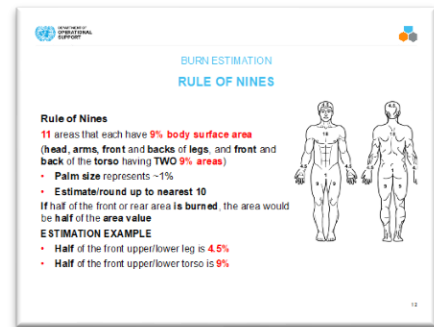 DEPARTMENT OF
OPERATIONAL
SUPPORT
BURN ESTIMATION
RULE OF NINES
Rule of Nines
11 areas that each have 9% body surface area
(head, arms, front and backs of legs, and front and
back of the torso having TWO 9% areas)
• Palm size represents ~1%
• Estimate/round up to nearest 10
If half of the front or rear area is burned, the area would
be half of the area value
ESTIMATION EXAMPLE
• Half of the front upper/lower leg is 4.5%
• Half of the front upper/lower torso is 9%
18
9 9
12